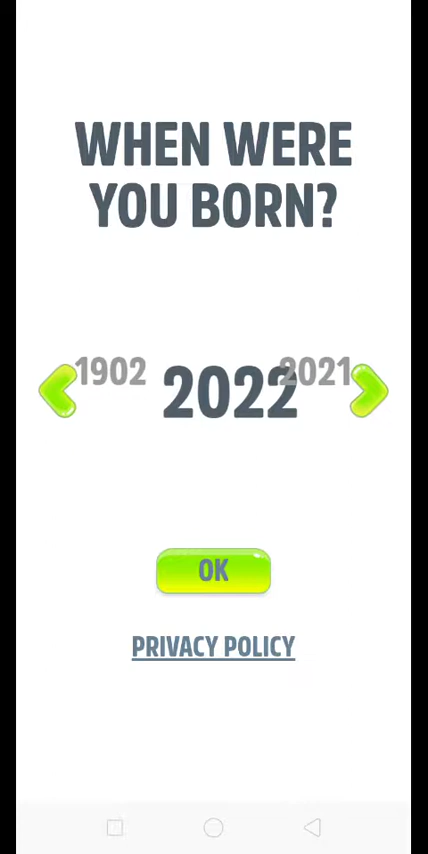 WHEN WERE
YOU BORN?
1902 2022 2021
OK
PRIVACY POLICY